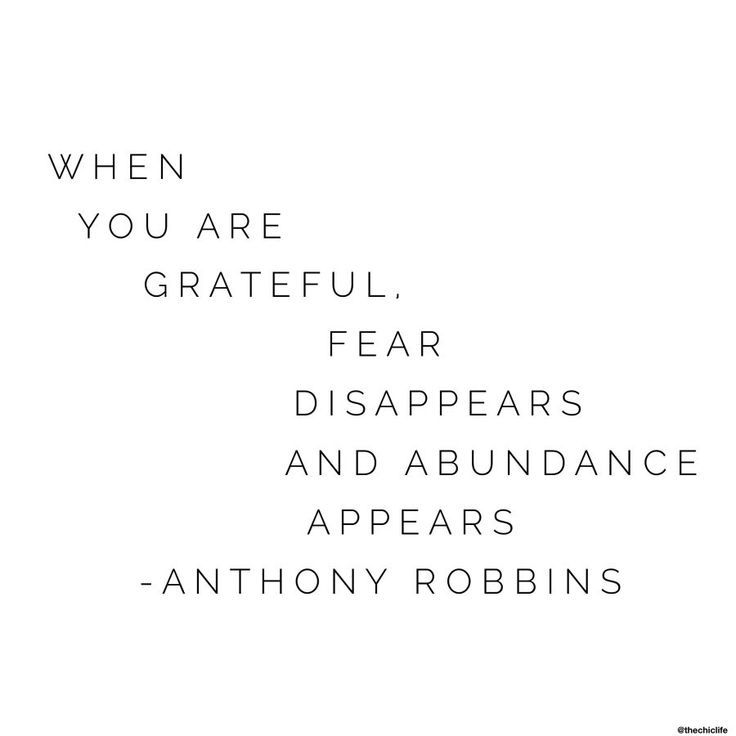 WHEN
YOU ARE
GRATEFUL,
FEAR
DISAPPEARS
AND ABUNDANCE
APPEARS
-ANTHONY ROBBINS
@thechiclife